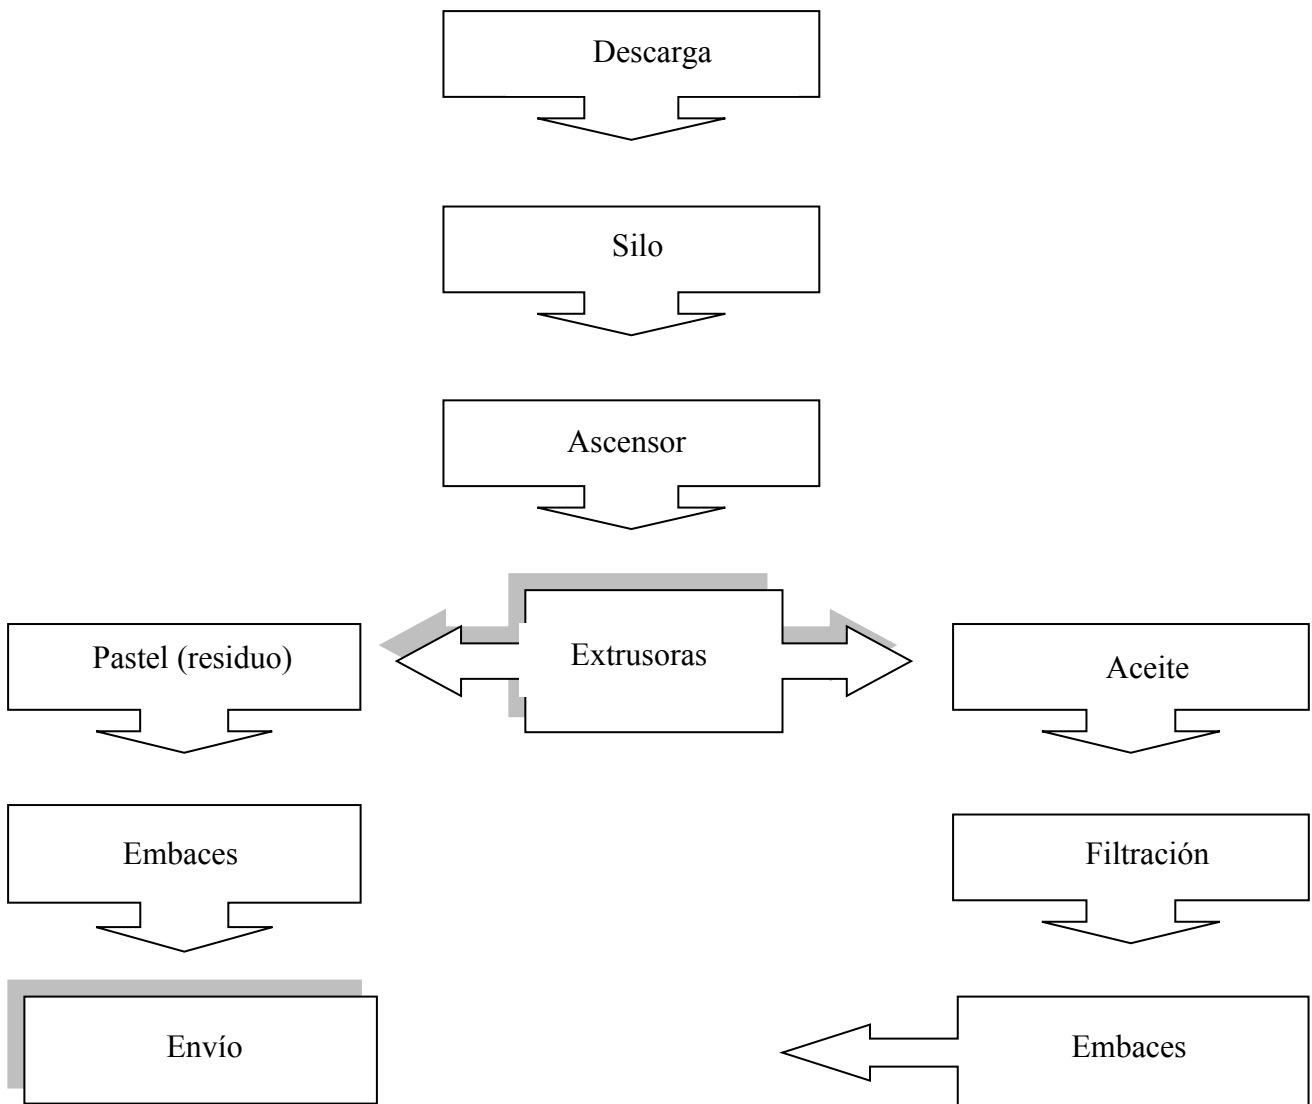 Descarga
Silo
Ascensor
Extrusoras
Pastel (residuo)
Aceite
Embaces
Filtración
Envío
Embaces